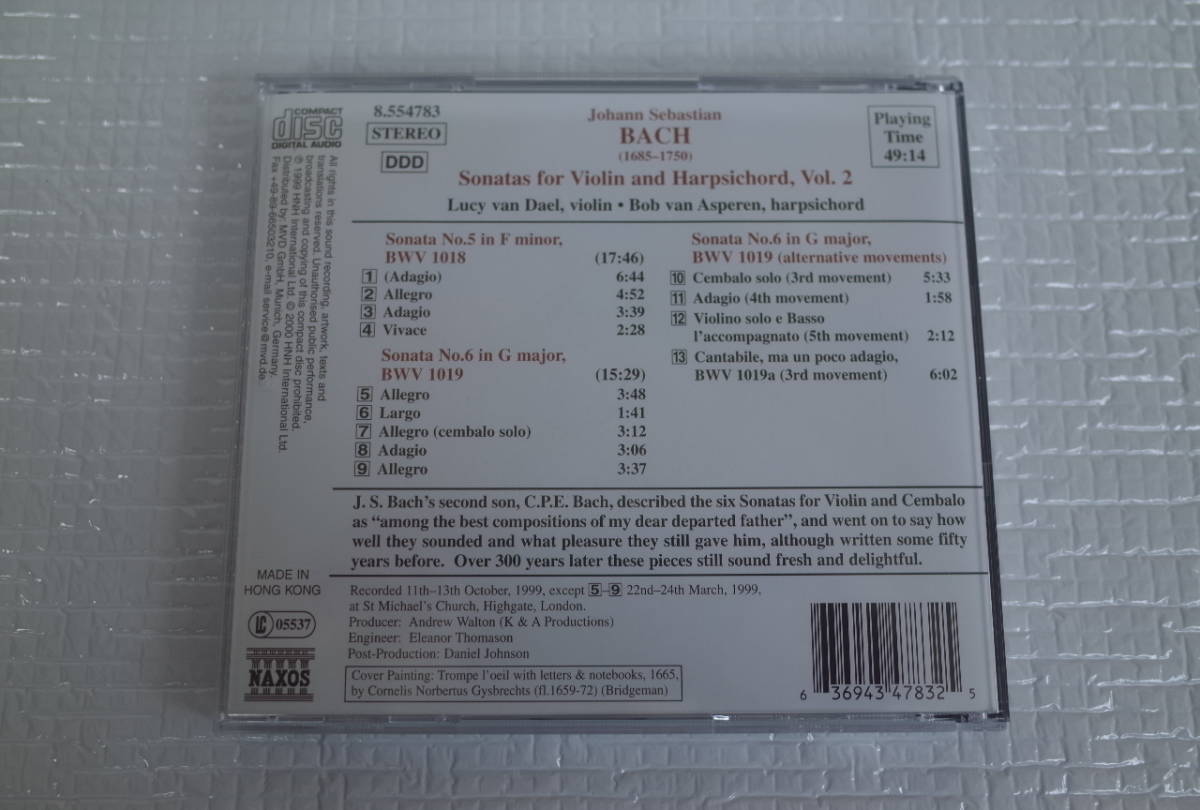 COMPACT
disc
DIGITAL AUDIO
8.554783
STEREO
DDD
Johann Sebastian
BACH
(1685–1750)
Sonatas for Violin and Harpsichord, Vol. 2
Lucy van Dael, violin • Bob van Asperen, harpsichord
Playing
Time
49:14
Sonata No.5 in F minor,
BWV 1018 (17:46)
1 (Adagio) 6:44
2 Allegro 4:52
3 Adagio 3:39
4 Vivace 2:28
Sonata No.6 in G major,
BWV 1019 (15:29)
5 Allegro 3:48
6 Largo 1:41
7 Allegro (cembalo solo) 3:12
8 Adagio 3:06
9 Allegro 3:37
Sonata No.6 in G major,
BWV 1019 (alternative movements)
10 Cembalo solo (3rd movement) 5:33
11 Adagio (4th movement) 1:58
12 Violino solo e Basso
l'accompagnato (5th movement) 2:12
13 Cantabile, ma un poco adagio,
BWV 1019a (3rd movement) 6:02
J. S. Bach's second son, C.P.E. Bach, described the six Sonatas for Violin and Cembalo
as "among the best compositions of my dear departed father", and went on to say how
well they sounded and what pleasure they still gave him, although written some fifty
years before. Over 300 years later these pieces still sound fresh and delightful.
Recorded 11th–13th October, 1999, except 5–9 22nd–24th March, 1999,
at St Michael's Church, Highgate, London.
Producer: Andrew Walton (K & A Productions)
Engineer: Eleanor Thomason
Post-Production: Daniel Johnson
Cover Painting: Trompe l'oeil with letters & notebooks, 1665,
by Cornelis Norbertus Gysbrechts (fl.1659-72) (Bridgeman)
All rights in this sound recording, artwork, texts and
translations reserved. Unauthorised public performance,
broadcasting and copying of this compact disc prohibited.
℗ 1999 HNH International Ltd. © 2000 HNH International Ltd.
Distributed by: MVD GmbH, Munich, Germany.
Fax +49-89-66503210, e-mail service@mvd.de
MADE IN
HONG KONG
LC 05537
NAXOS
6 36943 47832 5